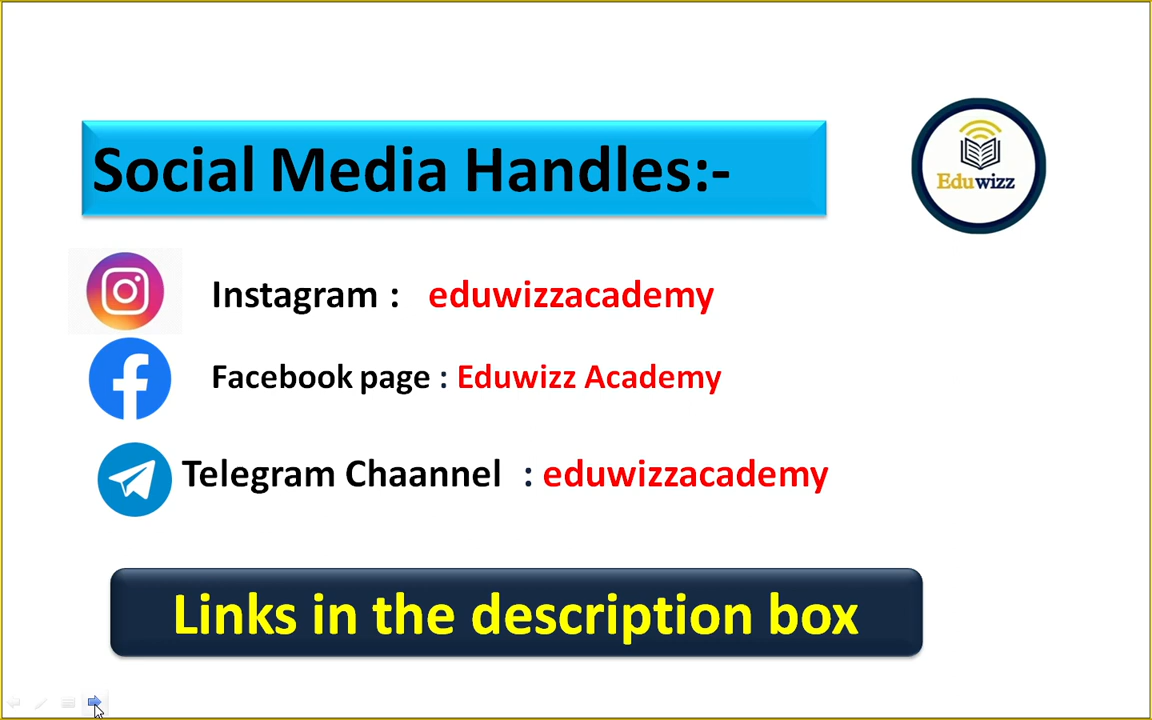 Social Media Handles:-
Eduwizz
Instagram : eduwizzacademy
Facebook page : Eduwizz Academy
Telegram Chaannel : eduwizzacademy
Links in the description box